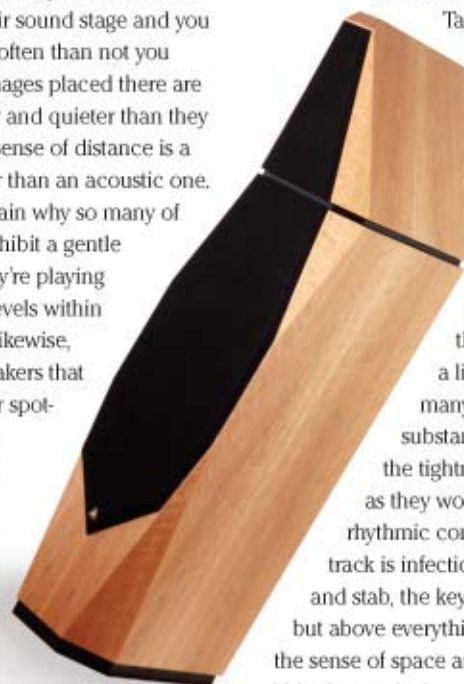 ir sound stage and you
often than not you
ages placed there are
and quieter than they
sense of distance is a
r than an acoustic one.
ain why so many of
hibit a gentle
y're playing
evels within
ikewise,
akers that
r spot-
Ta
th
a li
many
substan
the tightn
as they wo
rhythmic con
track is infectio
and stab, the key
but above everythi
the sense of space a